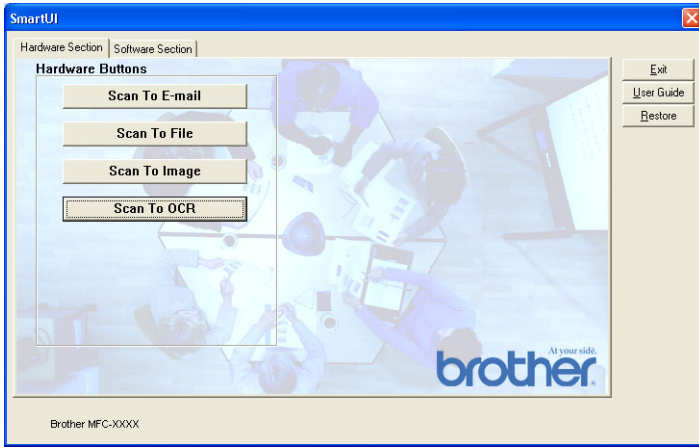 SmartUI
Hardware Section
Software Section
Hardware Buttons
Scan To E-mail
Scan To File
Scan To Image
Scan To OCR
Exit
User Guide
Restore
At your side.
brother
Brother MFC-XXXX